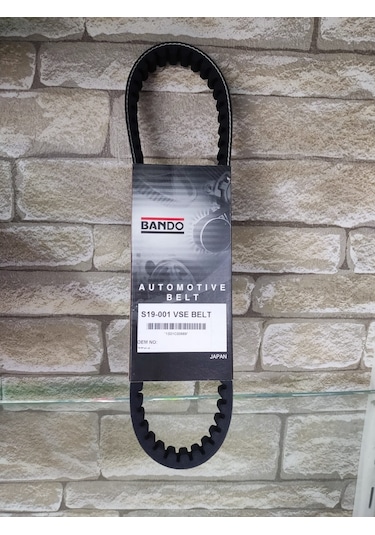 BANDO
AUTOMOTIVE
BELT
S19-001 VSE BELT
OEM NO:
JAPAN